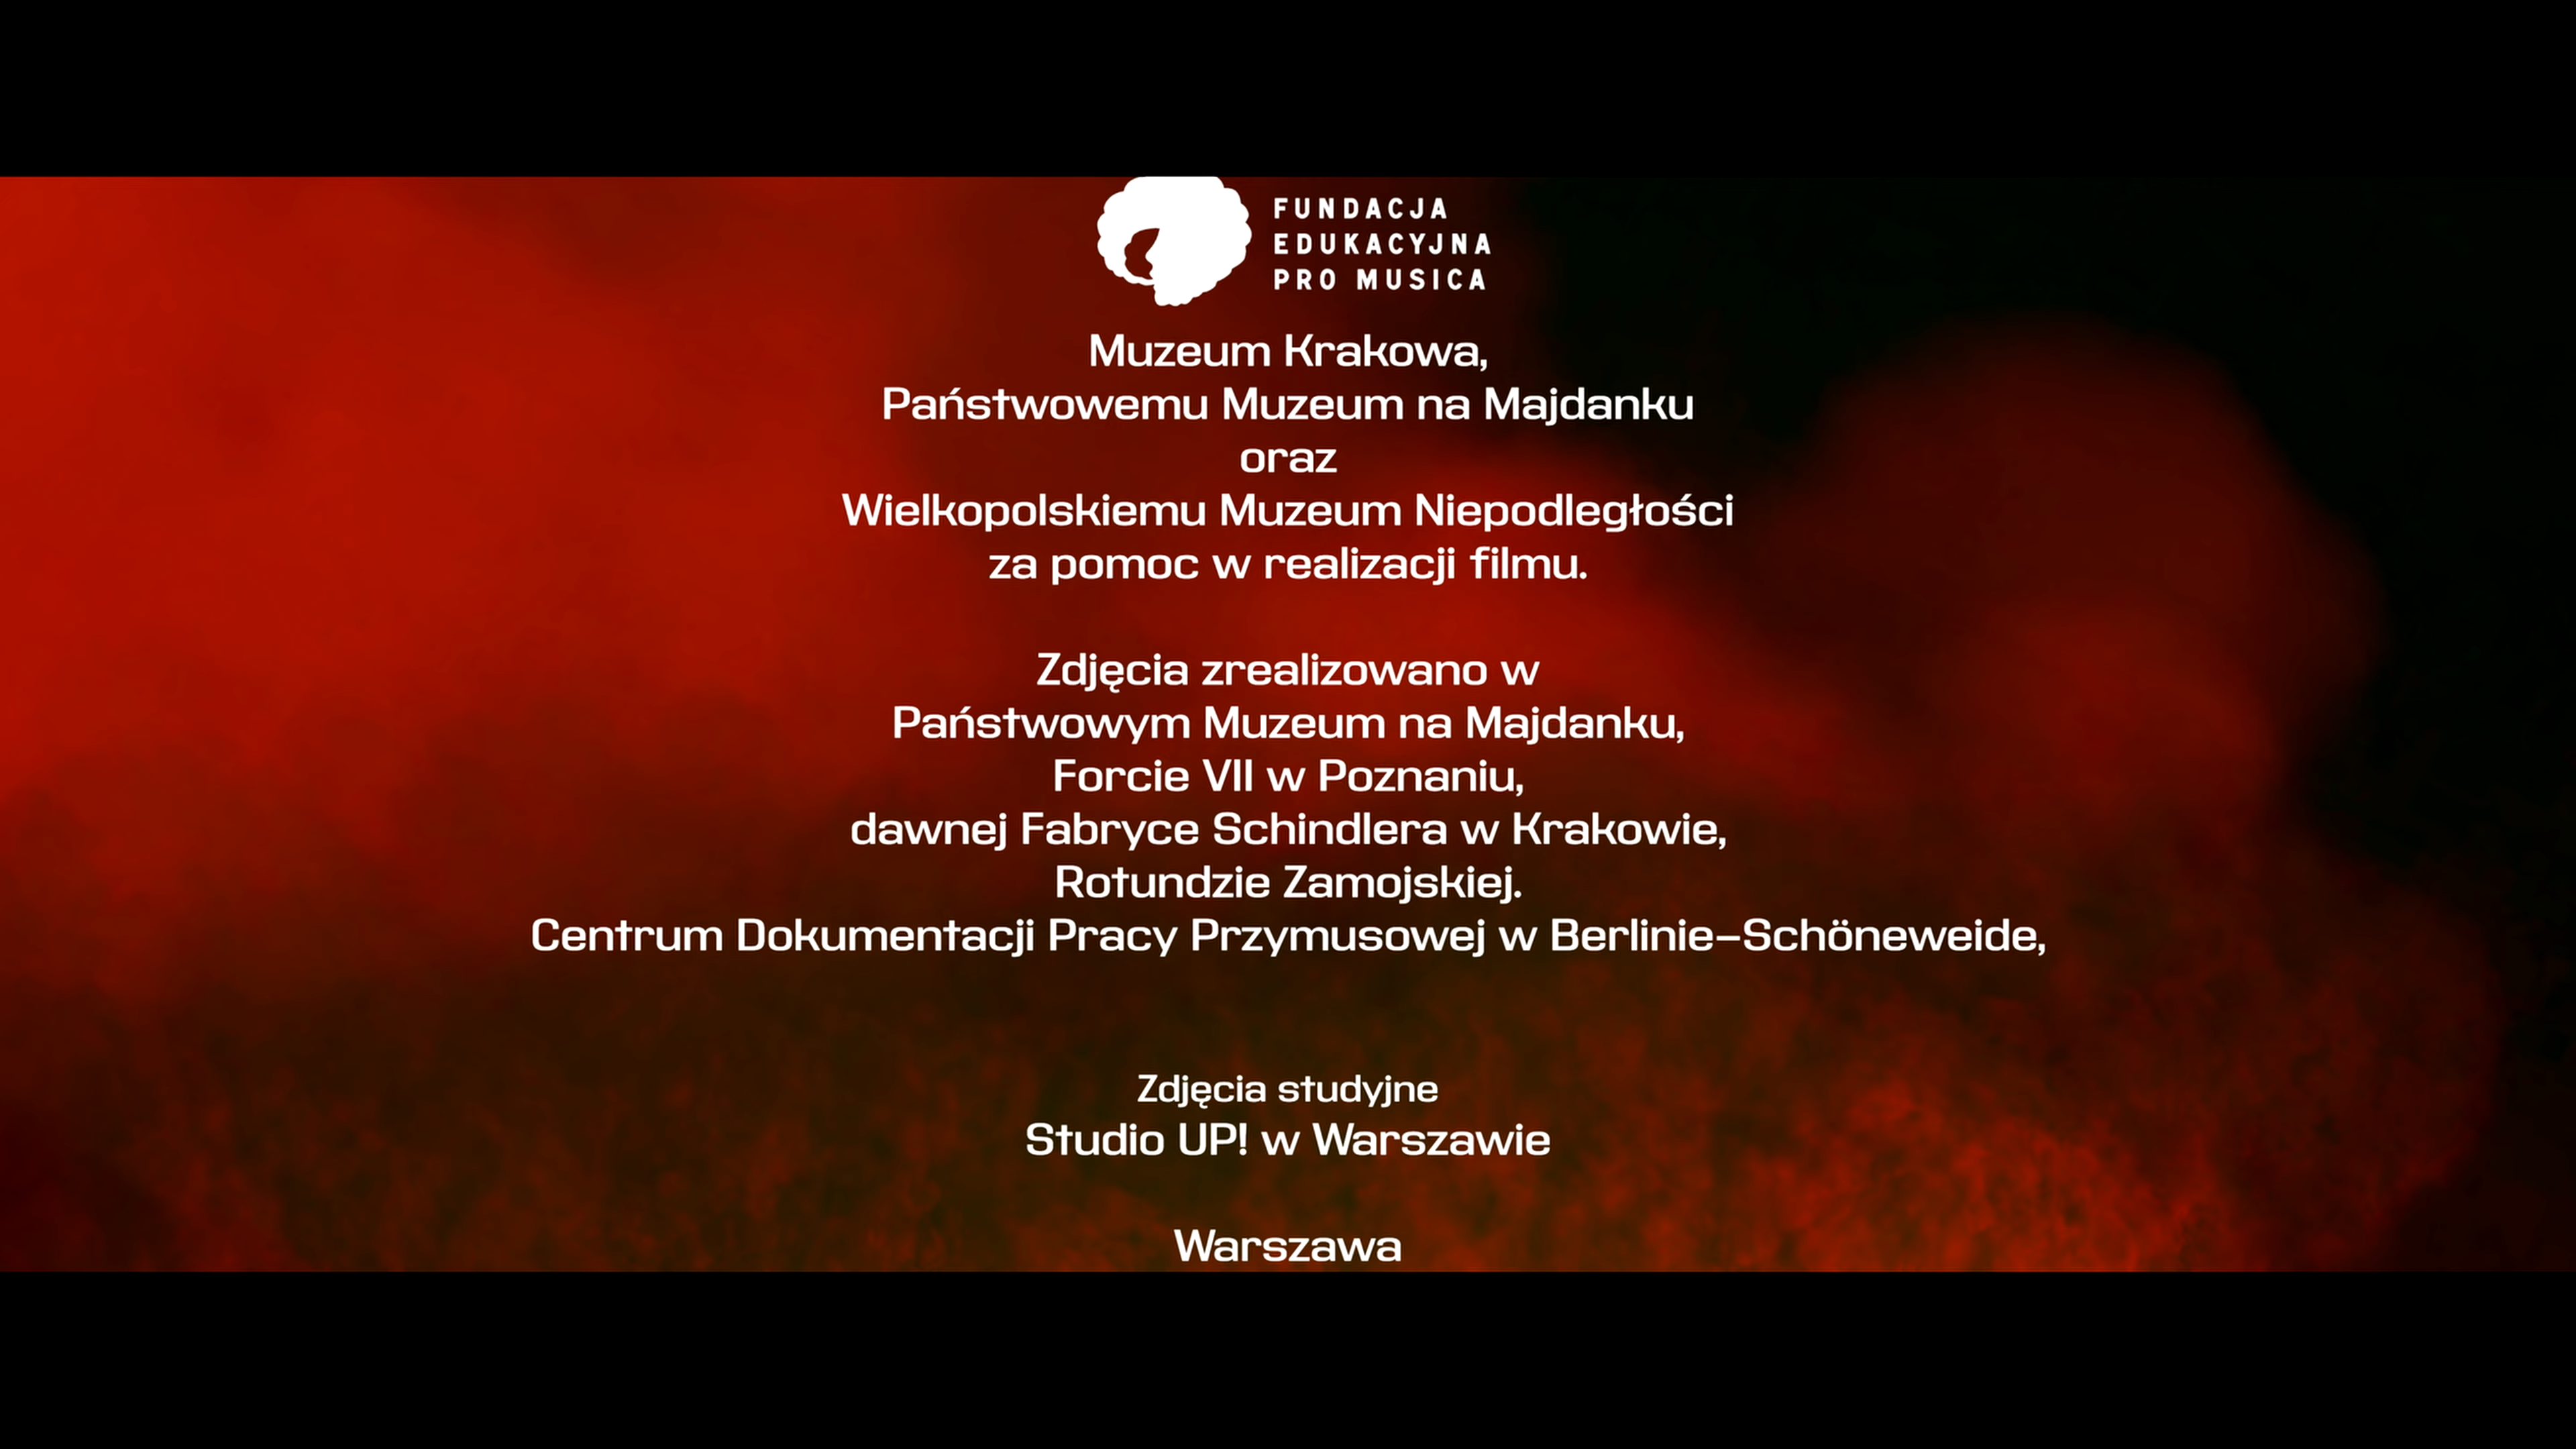 FUNDACJA
EDUKACYJNA
PRO MUSICA
Muzeum Krakowa,
Państwowemu Muzeum na Majdanku
oraz
Wielkopolskiemu Muzeum Niepodległości
za pomoc w realizacji filmu.
Zdjęcia zrealizowano w
Państwowym Muzeum na Majdanku,
Forcie VII w Poznaniu,
dawnej Fabryce Schindlera w Krakowie,
Rotundzie Zamojskiej.
Centrum Dokumentacji Pracy Przymusowej w Berlinie–Schöneweide,
Zdjęcia studyjne
Studio UP! w Warszawie
Warszawa